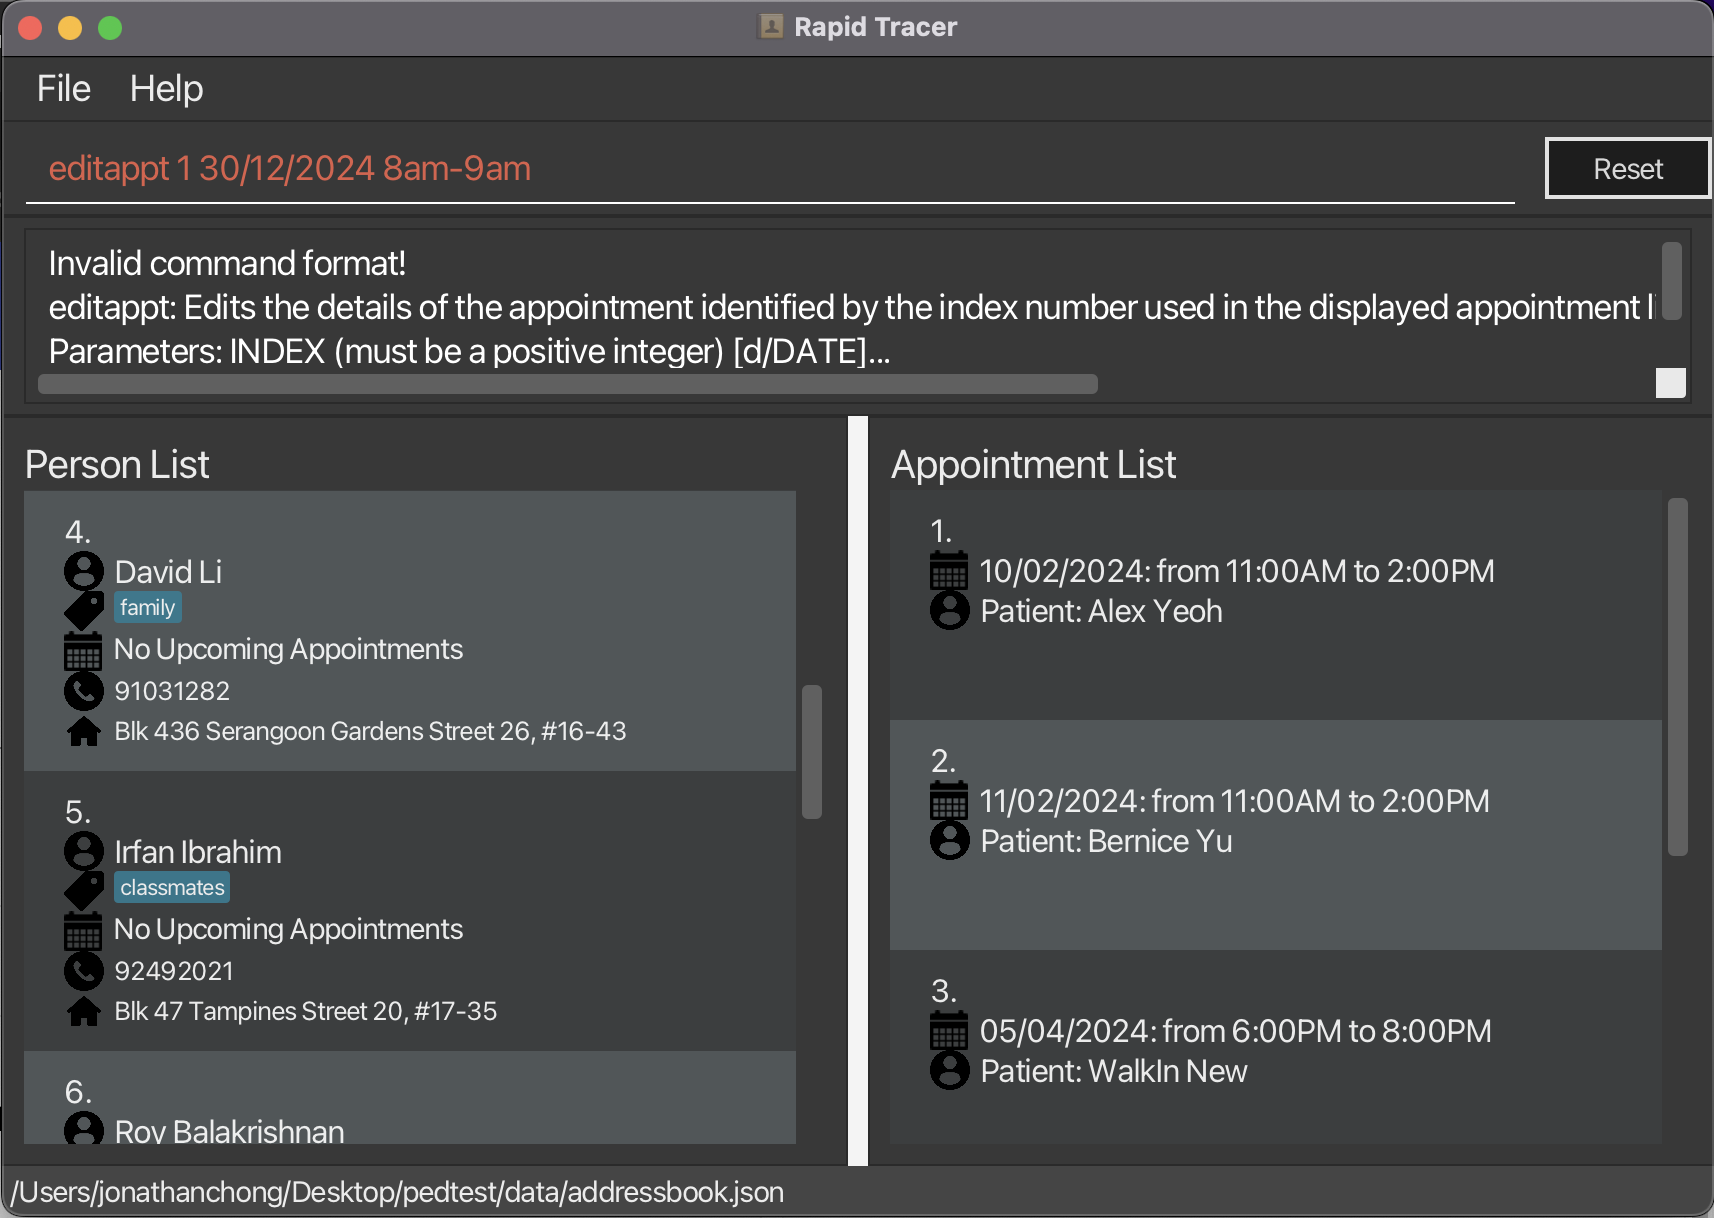 Rapid Tracer
File Help
editappt 1 30/12/2024 8am-9am
Reset
Invalid command format!
editappt: Edits the details of the appointment identified by the index number used in the displayed appointment
Parameters: INDEX (must be a positive integer) [d/DATE]...
Person List
4.
David Li
family
No Upcoming Appointments
91031282
Blk 436 Serangoon Gardens Street 26, #16-43
5.
Irfan Ibrahim
classmates
No Upcoming Appointments
92492021
Blk 47 Tampines Street 20, #17-35
6.
Roy Balakrishnan
Appointment List
1.
10/02/2024: from 11:00AM to 2:00PM
Patient: Alex Yeoh
2.
11/02/2024: from 11:00AM to 2:00PM
Patient: Bernice Yu
3.
05/04/2024: from 6:00PM to 8:00PM
Patient: WalkIn New
/Users/jonathanchong/Desktop/pedtest/data/addressbook.json